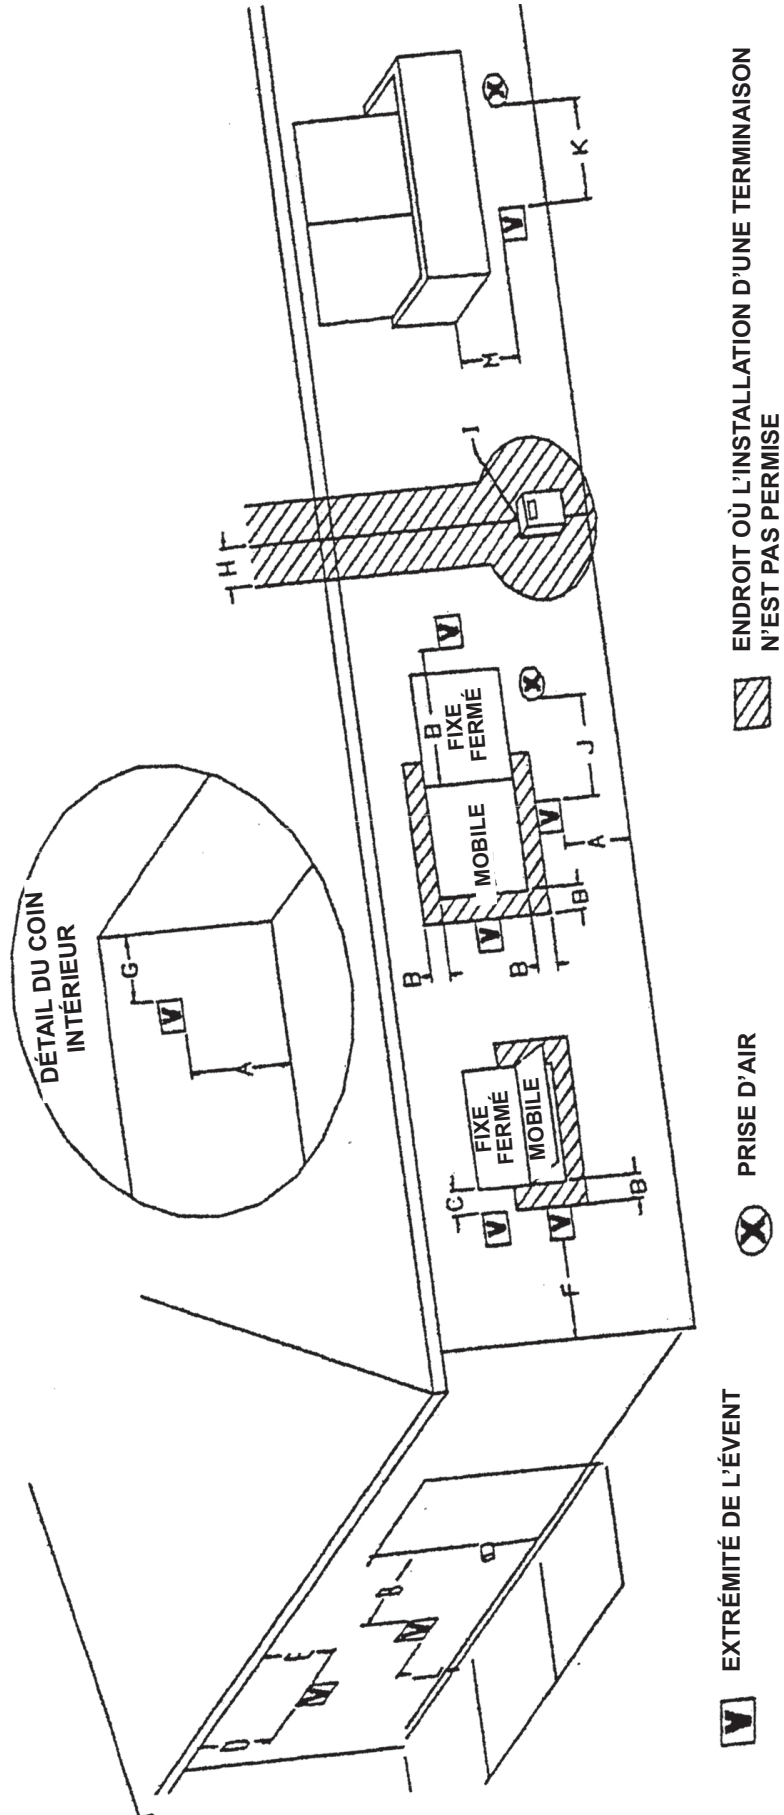 DÉTAIL DU COIN
INTÉRIEUR
G
V
A
H
D
E
V
B
V
L
C
V
FIXE
FERMÉ
MOBILE
V
F
B
B
B
V
MOBILE
FIXE
FERMÉ
B
V
B
V
A
J
X
I
M
V
K
X
V EXTRÉMITÉ DE L'ÉVENT
X PRISE D'AIR
ENDROIT OÙ L'INSTALLATION D'UNE TERMINAISON
N'EST PAS PERMISE